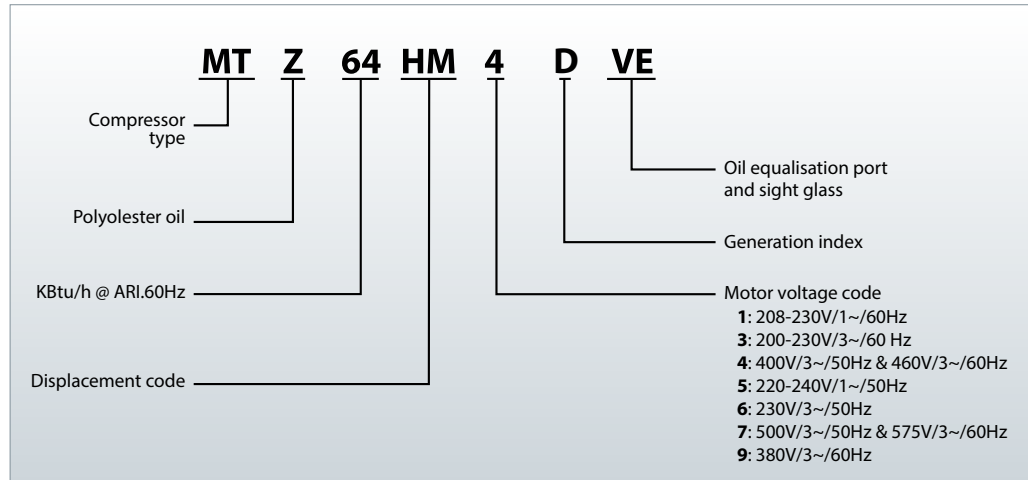 MT Z 64 HM 4 D VE
Compressor
type
Polyolester oil
KBtu/h @ ARI.60Hz
Displacement code
Oil equalisation port
and sight glass
Generation index
Motor voltage code
1: 208-230V/1~/60Hz
3: 200-230V/3~/60 Hz
4: 400V/3~/50Hz & 460V/3~/60Hz
5: 220-240V/1~/50Hz
6: 230V/3~/50Hz
7: 500V/3~/50Hz & 575V/3~/60Hz
9: 380V/3~/60Hz